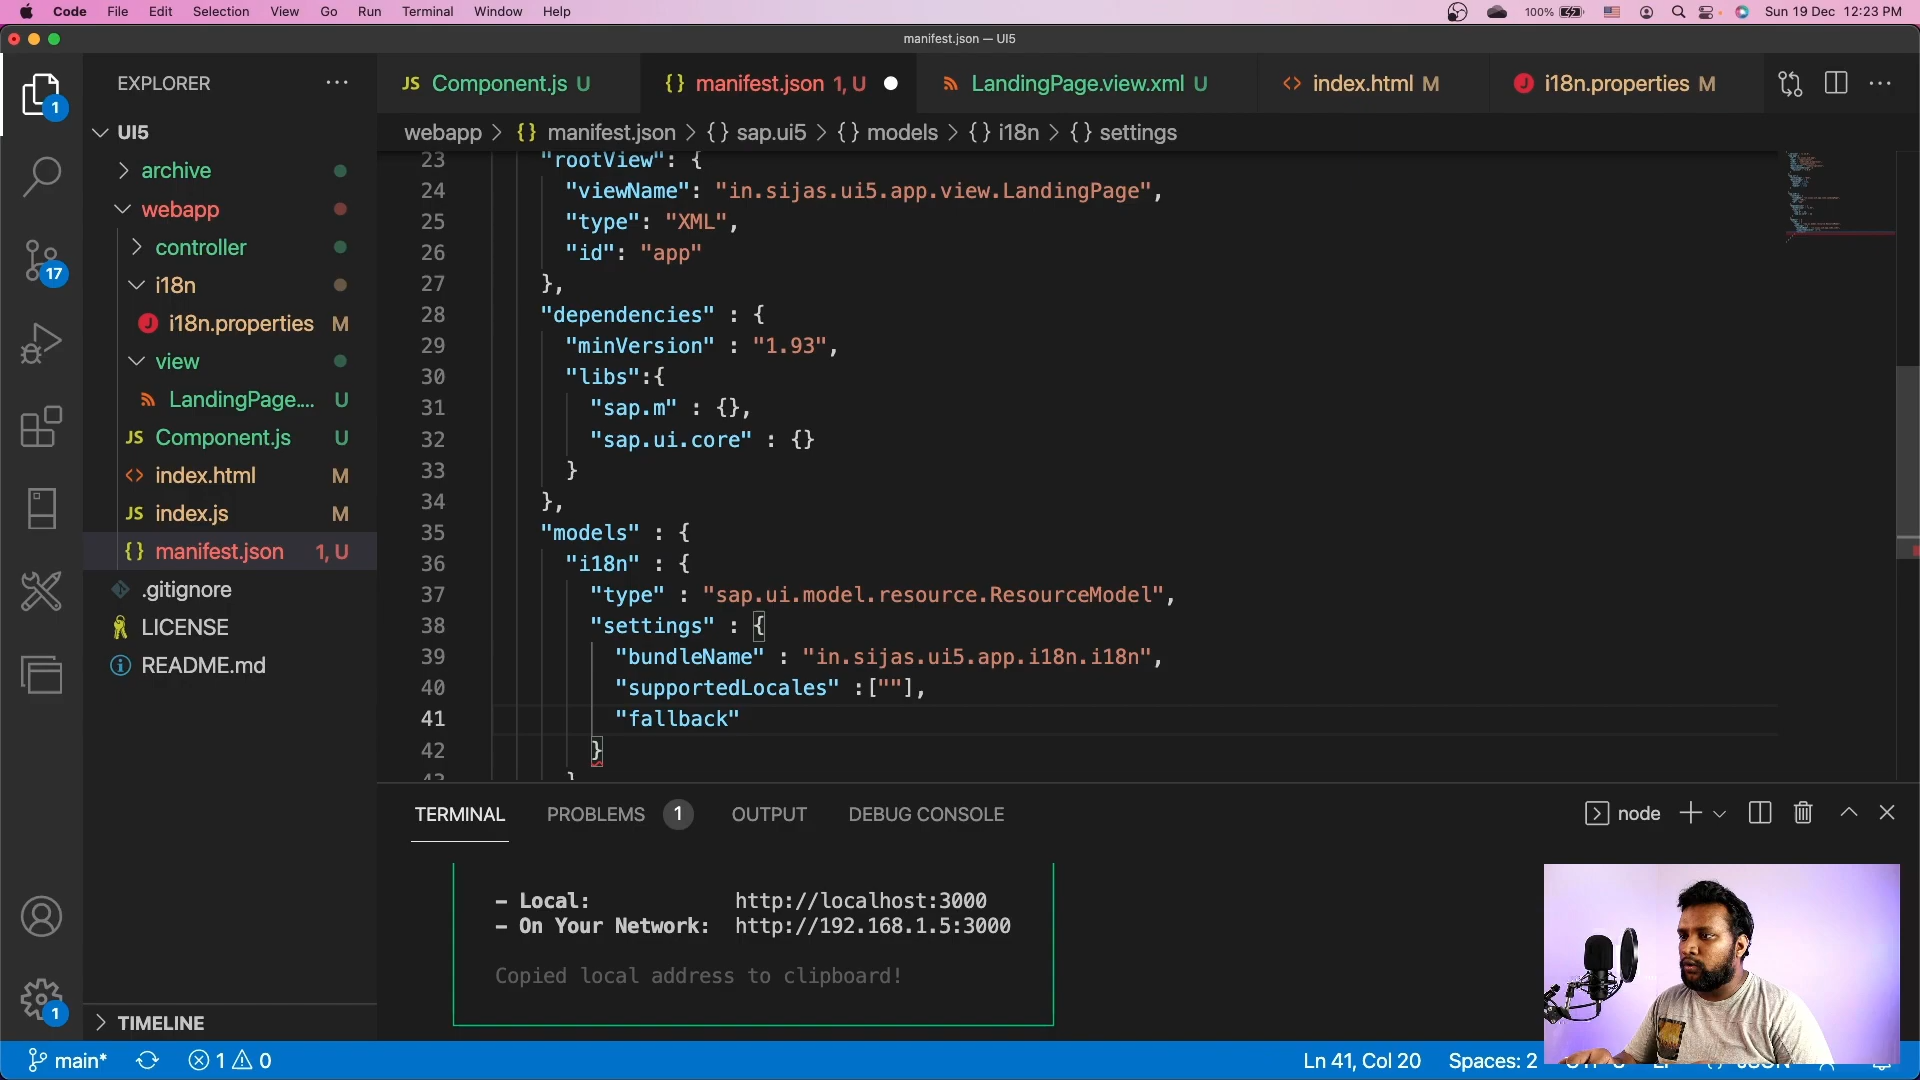 Code File Edit Selection View Go Run Terminal Window Help 100% Sun 19 Dec 12:23 PM
manifest.json — UI5
EXPLORER
UI5
archive
webapp
controller
i18n
i18n.properties M
view
LandingPage.... U
Component.js U
index.html M
index.js M
manifest.json 1, U
.gitignore
LICENSE
README.md
TIMELINE
1
17
1
JS Component.js U {} manifest.json 1, U LandingPage.view.xml U <> index.html M i18n.properties M
webapp > {} manifest.json > {} sap.ui5 > {} models > {} i18n > {} settings
23 "rootView": {
24 "viewName": "in.sijas.ui5.app.view.LandingPage",
25 "type": "XML",
26 "id": "app"
27 },
28 "dependencies" : {
29 "minVersion" : "1.93",
30 "libs":{
31 "sap.m" : {},
32 "sap.ui.core" : {}
33 }
34 },
35 "models" : {
36 "i18n" : {
37 "type" : "sap.ui.model.resource.ResourceModel",
38 "settings" : {
39 "bundleName" : "in.sijas.ui5.app.i18n.i18n",
40 "supportedLocales" :[""],
41 "fallback"
42 }
TERMINAL PROBLEMS 1 OUTPUT DEBUG CONSOLE node
- Local: http://localhost:3000
- On Your Network: http://192.168.1.5:3000
Copied local address to clipboard!
main* 1 0 Ln 41, Col 20 Spaces: 2